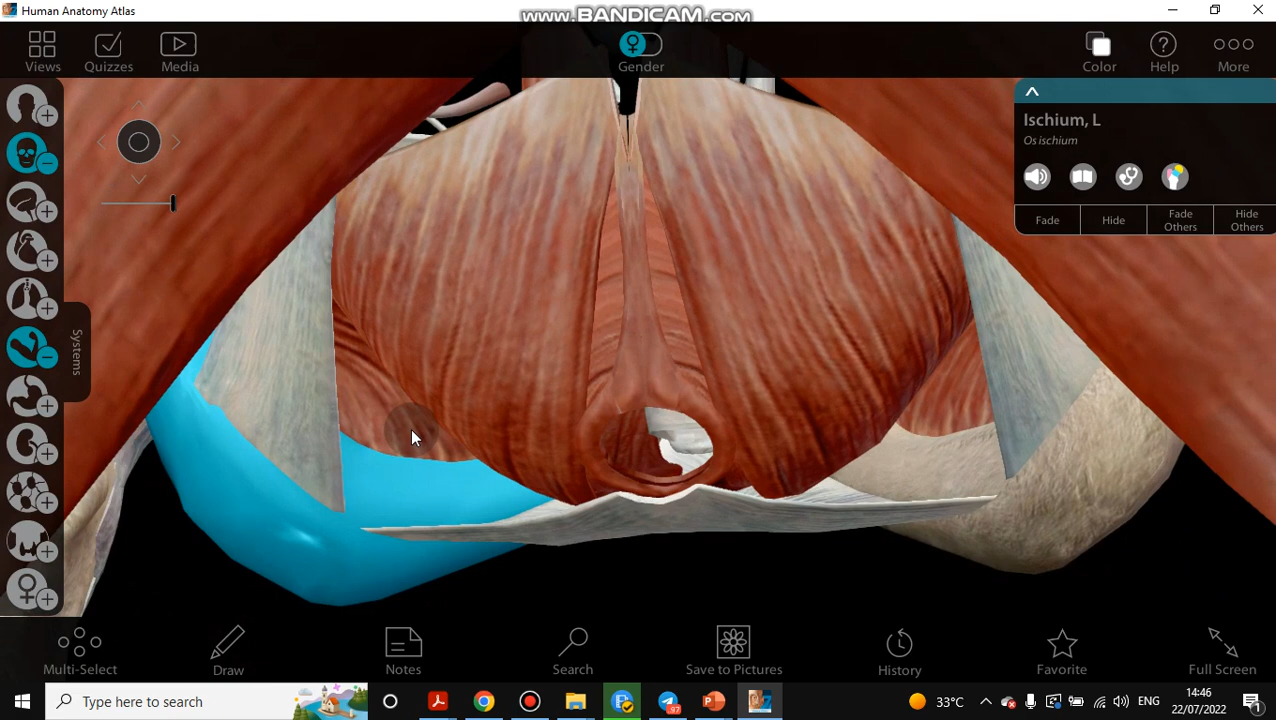 Human Anatomy Atlas
www.BANDICAM.com
Views
Quizzes
Media
Gender
Color
Help
More
Ischium, L
Os ischium
Fade
Hide
Fade
Others
Hide
Others
Systems
Multi-Select
Draw
Notes
Search
Save to Pictures
History
Favorite
Full Screen
Type here to search
97
33°C
ENG
14:46
22/07/2022
1